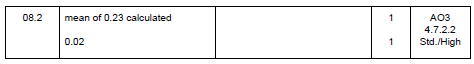 08.2 mean of 0.23 calculated 1 AO3
4.7.2.2
0.02 1 Std./High